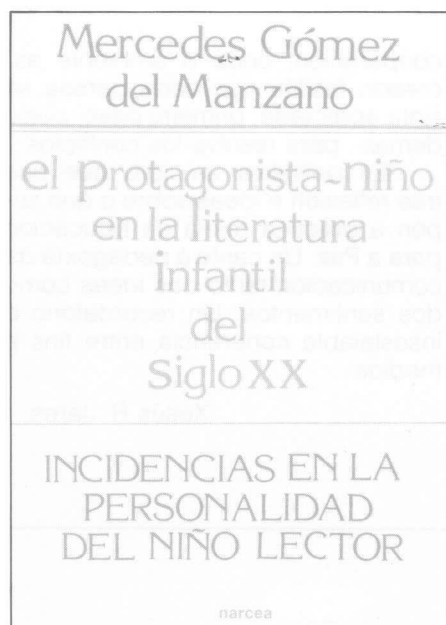 Mercedes Gómez
del Manzano
el protagonista-niño
en la literatura
infantil
del
Siglo XX
INCIDENCIAS EN LA
PERSONALIDAD
DEL NIÑO LECTOR
narcea